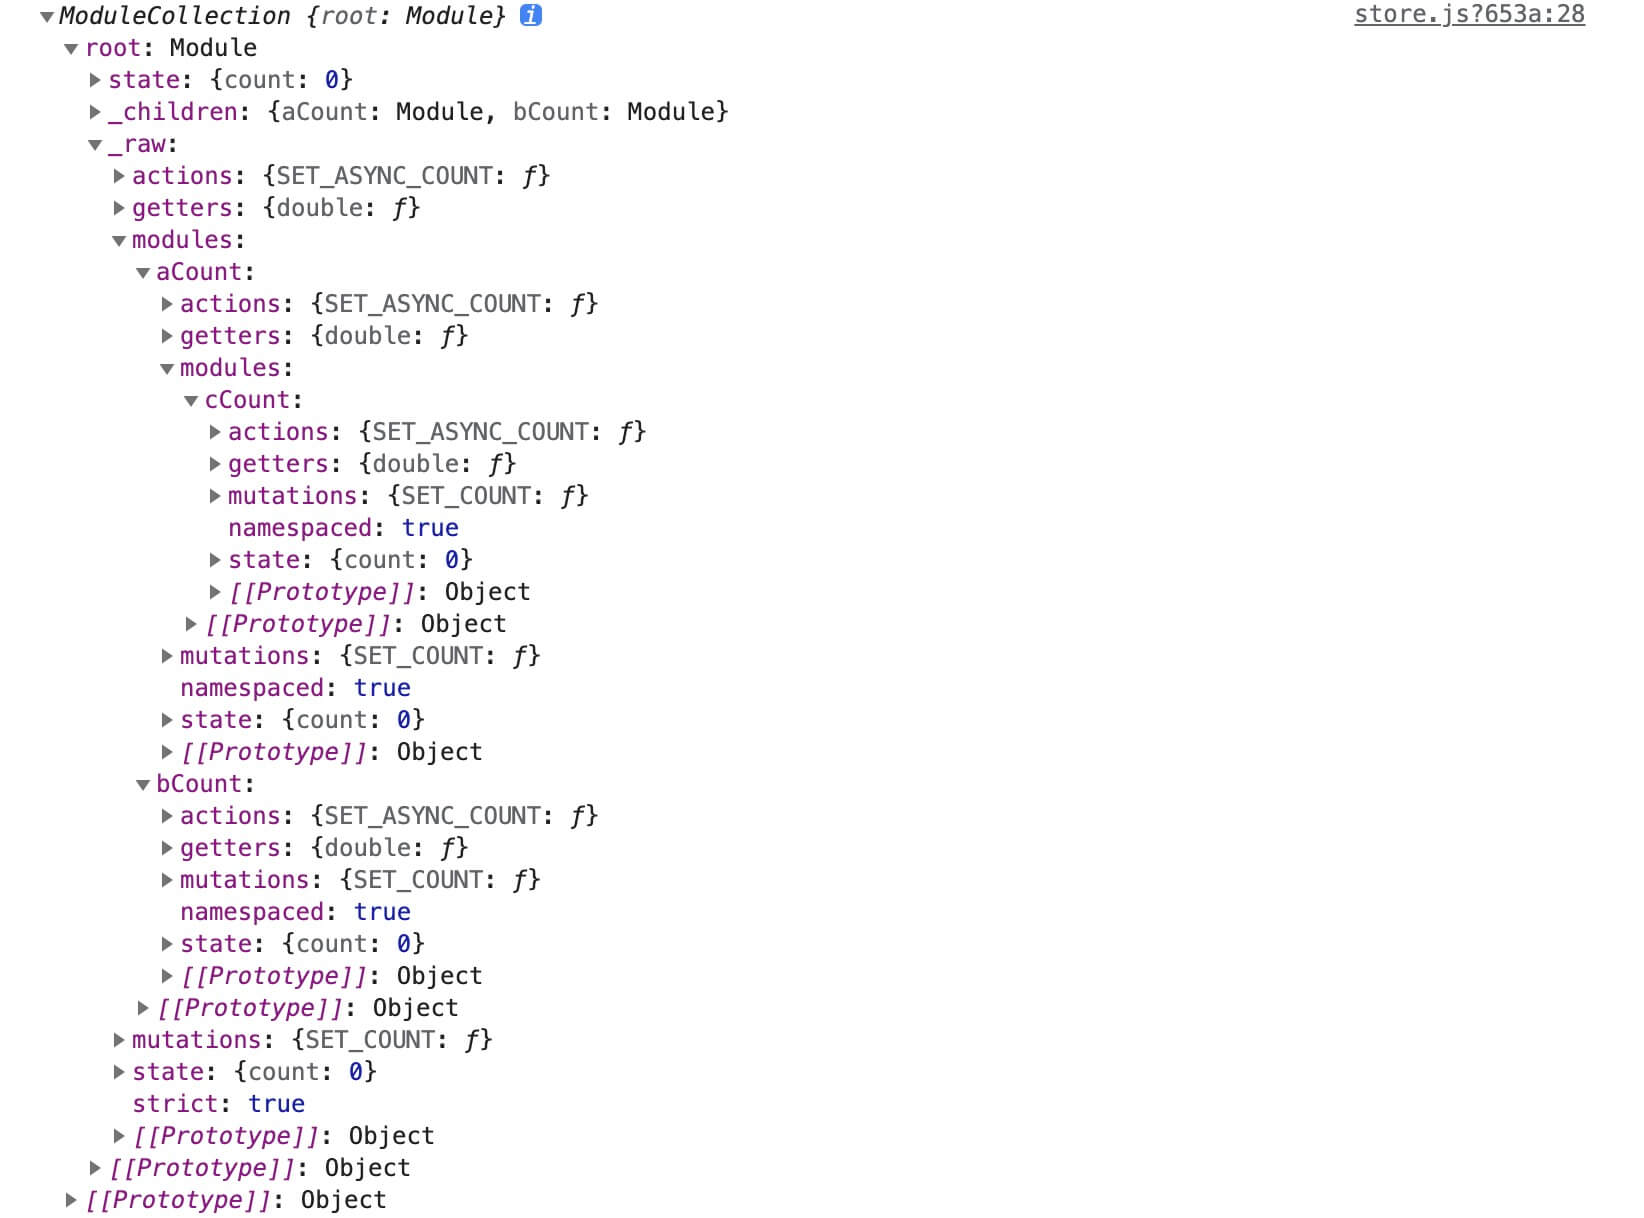 ModuleCollection {root: Module} i store.js?653a:28
root: Module
state: {count: 0}
_children: {aCount: Module, bCount: Module}
_raw:
actions: {SET_ASYNC_COUNT: ƒ}
getters: {double: ƒ}
modules:
aCount:
actions: {SET_ASYNC_COUNT: ƒ}
getters: {double: ƒ}
modules:
cCount:
actions: {SET_ASYNC_COUNT: ƒ}
getters: {double: ƒ}
mutations: {SET_COUNT: ƒ}
namespaced: true
state: {count: 0}
[[Prototype]]: Object
[[Prototype]]: Object
mutations: {SET_COUNT: ƒ}
namespaced: true
state: {count: 0}
[[Prototype]]: Object
bCount:
actions: {SET_ASYNC_COUNT: ƒ}
getters: {double: ƒ}
mutations: {SET_COUNT: ƒ}
namespaced: true
state: {count: 0}
[[Prototype]]: Object
[[Prototype]]: Object
mutations: {SET_COUNT: ƒ}
state: {count: 0}
strict: true
[[Prototype]]: Object
[[Prototype]]: Object
[[Prototype]]: Object